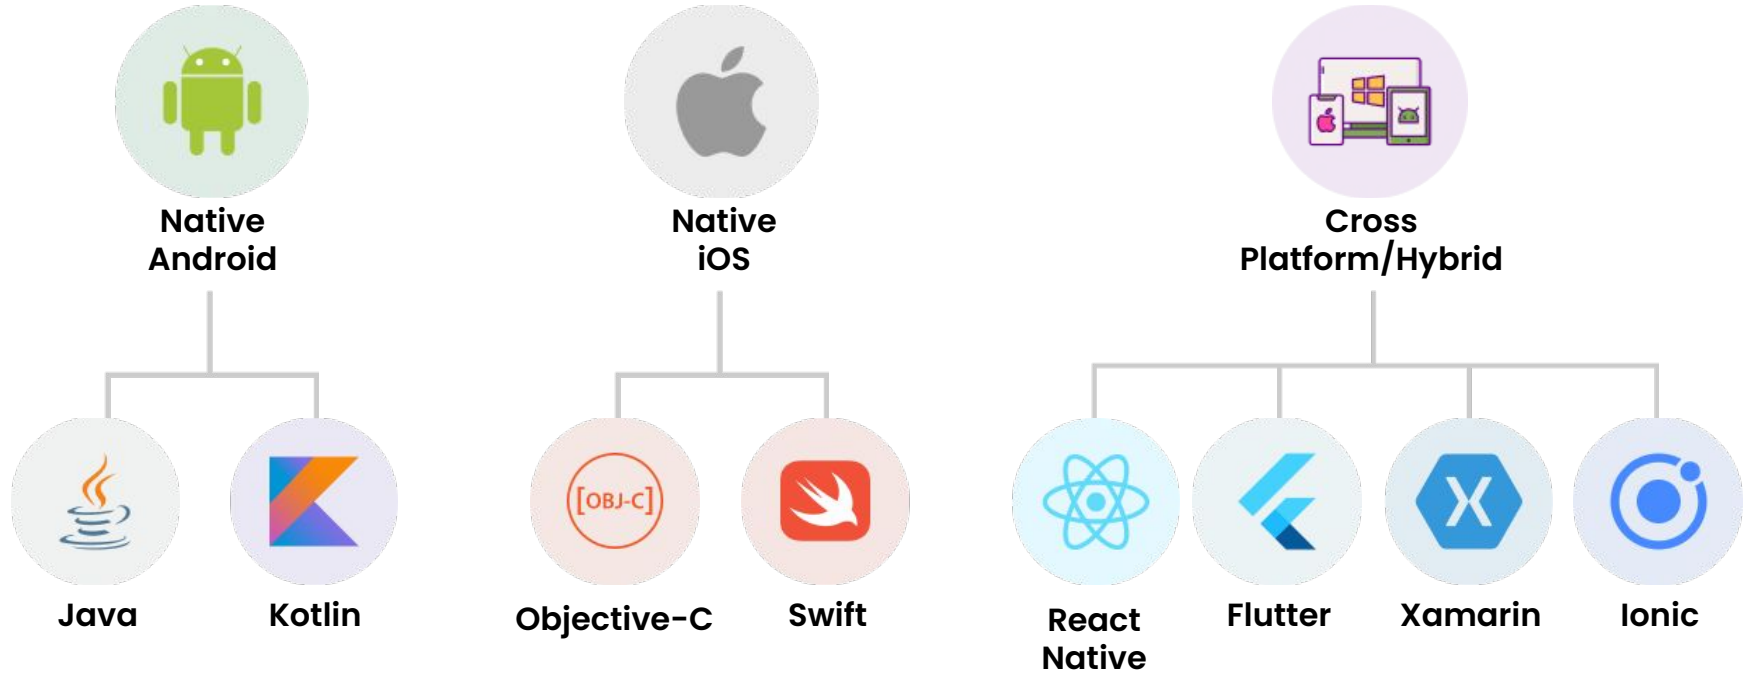 Native
Android
Native
iOS
Cross
Platform/Hybrid
[OBJ-C]
X
Java
Kotlin
Objective-C
Swift
React
Native
Flutter
Xamarin
Ionic